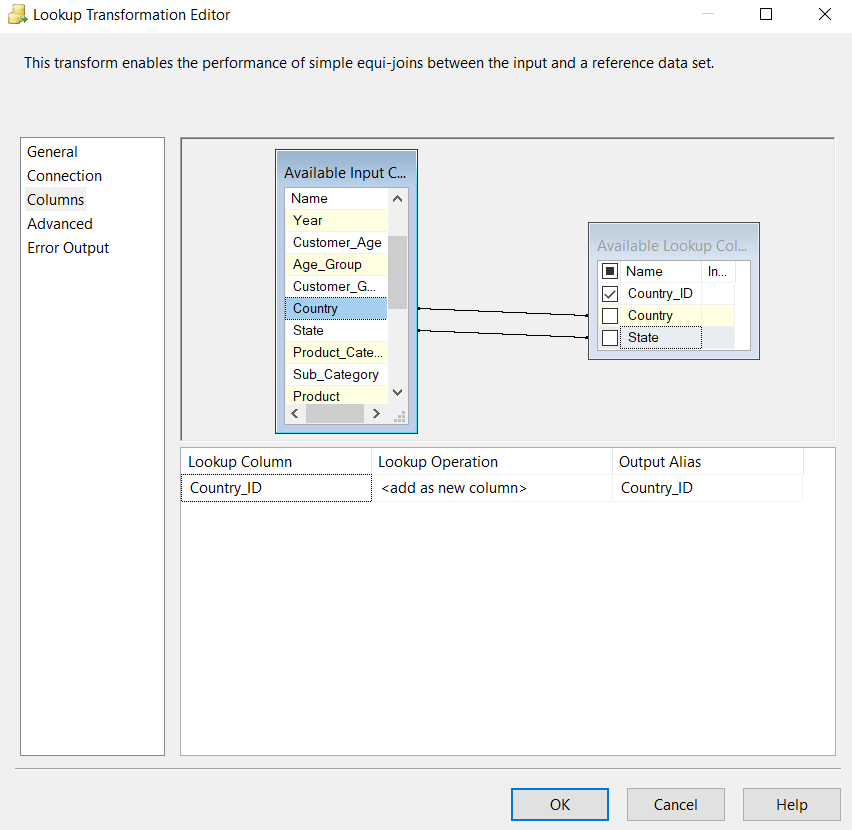 Lookup Transformation Editor
This transform enables the performance of simple equi-joins between the input and a reference data set.
General
Connection
Columns
Advanced
Error Output
Available Input C...
Name
Year
Customer_Age
Age_Group
Customer_G...
Country
State
Product_Cate...
Sub_Category
Product
Available Lookup Col...
Name In...
Country_ID
Country
State
Lookup Column Lookup Operation Output Alias
Country_ID <add as new column> Country_ID
OK Cancel Help